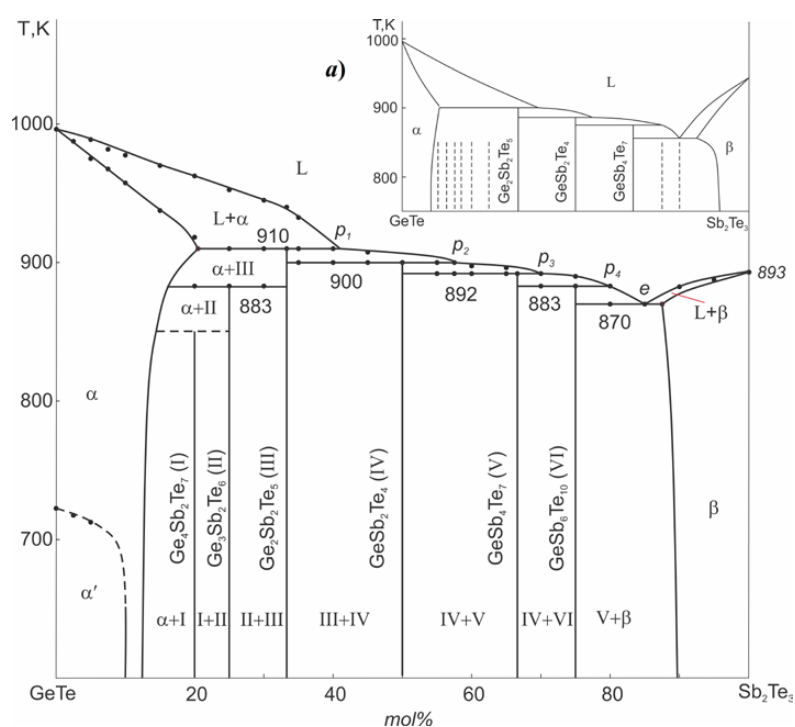 T,K
a)
T,K
1000
L
900
α
Ge2Sb2Te5
GeSb2Te4
GeSb4Te7
β
800
GeTe
Sb2Te3
1000
L
L+α
910
p1
p2
p3
p4
e
893
900
α+III
900
892
883
870
L+β
α+II
883
800
α
Ge4Sb2Te7 (I)
Ge3Sb2Te6 (II)
Ge2Sb2Te5 (III)
GeSb2Te4 (IV)
GeSb4Te7 (V)
GeSb6Te10 (VI)
β
700
α'
α+I
I+II
II+III
III+IV
IV+V
IV+VI
V+β
GeTe
20
40
60
80
Sb2Te3
mol%